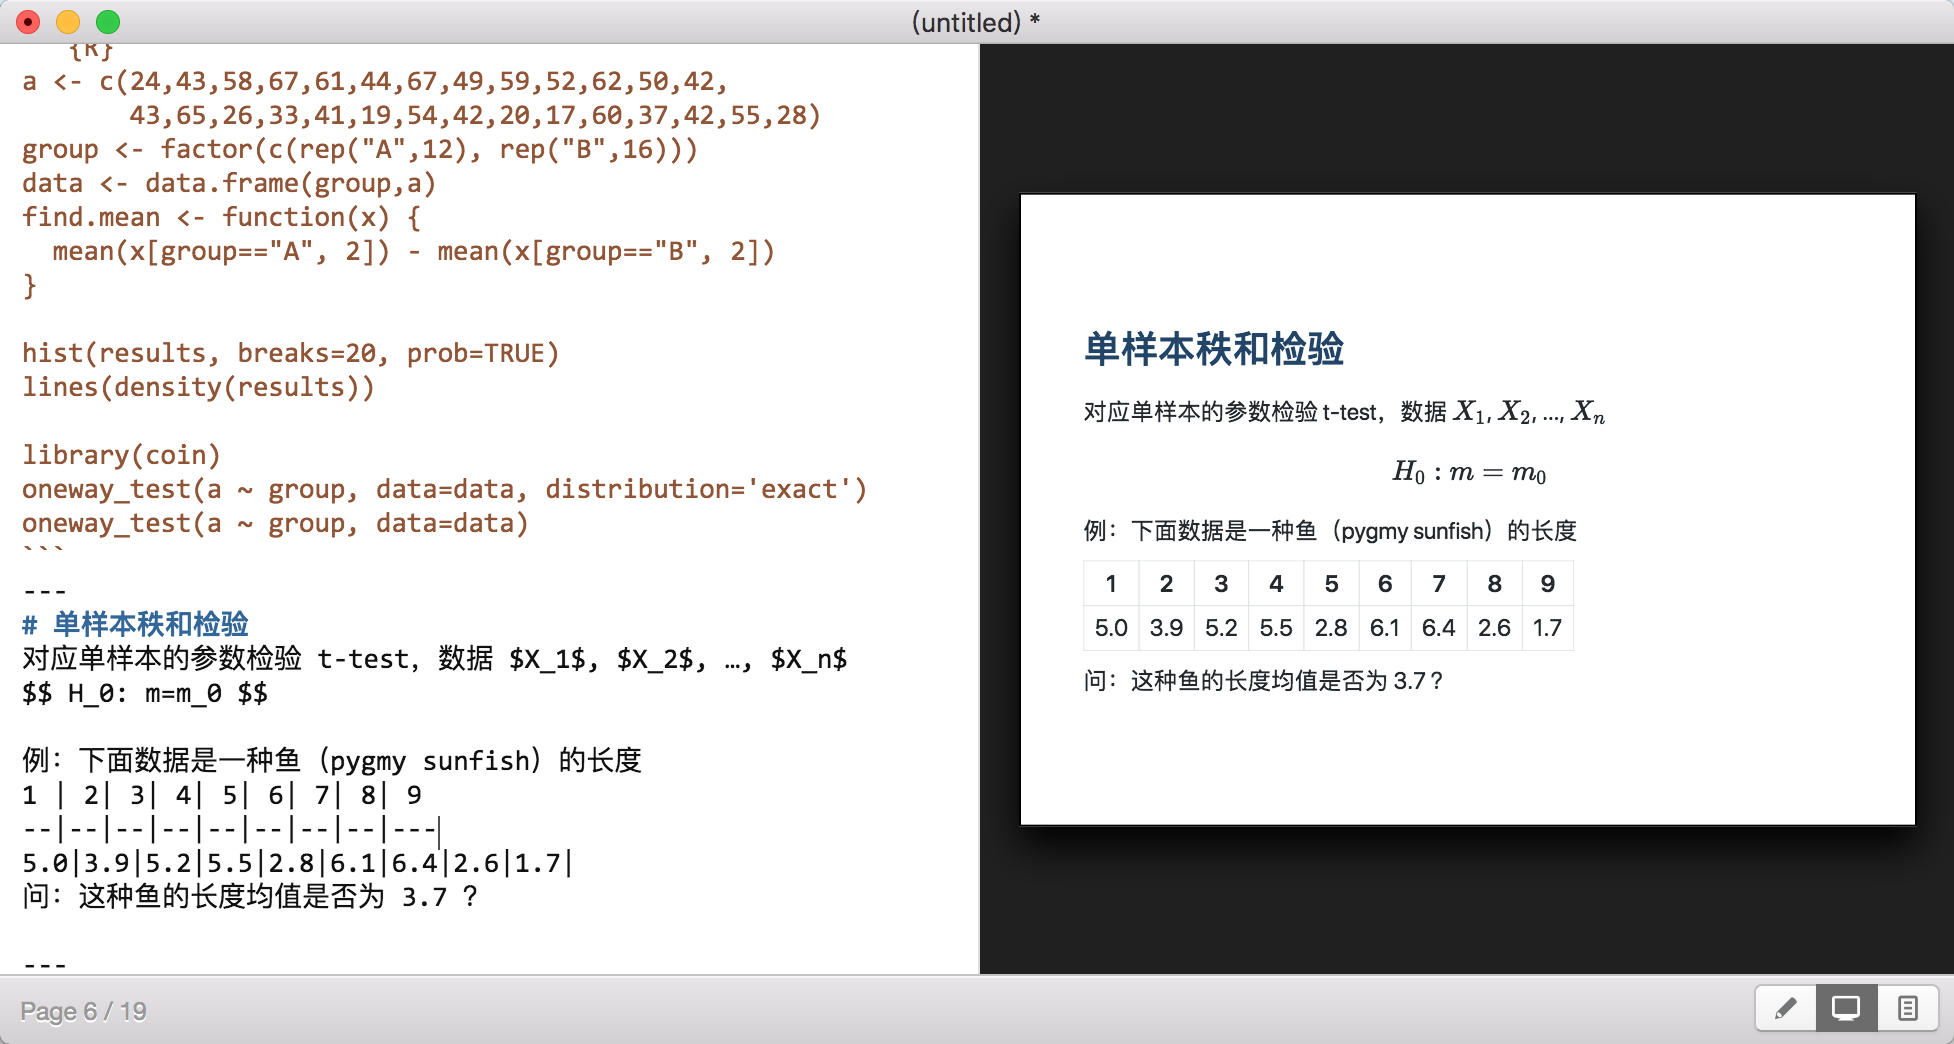 (untitled) *
{R}
a <- c(24,43,58,67,61,44,67,49,59,52,62,50,42,
43,65,26,33,41,19,54,42,20,17,60,37,42,55,28)
group <- factor(c(rep("A",12), rep("B",16)))
data <- data.frame(group,a)
find.mean <- function(x) {
mean(x[group=="A", 2]) - mean(x[group=="B", 2])
}
hist(results, breaks=20, prob=TRUE)
lines(density(results))
library(coin)
oneway_test(a ~ group, data=data, distribution='exact')
oneway_test(a ~ group, data=data)
```
---
# 单样本秩和检验
对应单样本的参数检验 t-test，数据 $X_1$, $X_2$, …, $X_n$
$$ H_0: m=m_0 $$
例：下面数据是一种鱼（pygmy sunfish）的长度
1 | 2| 3| 4| 5| 6| 7| 8| 9
--|--|--|--|--|--|--|--|---
5.0|3.9|5.2|5.5|2.8|6.1|6.4|2.6|1.7|
问：这种鱼的长度均值是否为 3.7 ？
---
单样本秩和检验
对应单样本的参数检验 t-test，数据 X₁, X₂, …, Xₙ
H₀ : m = m₀
例：下面数据是一种鱼（pygmy sunfish）的长度
1 2 3 4 5 6 7 8 9
5.0 3.9 5.2 5.5 2.8 6.1 6.4 2.6 1.7
问：这种鱼的长度均值是否为 3.7？
Page 6 / 19